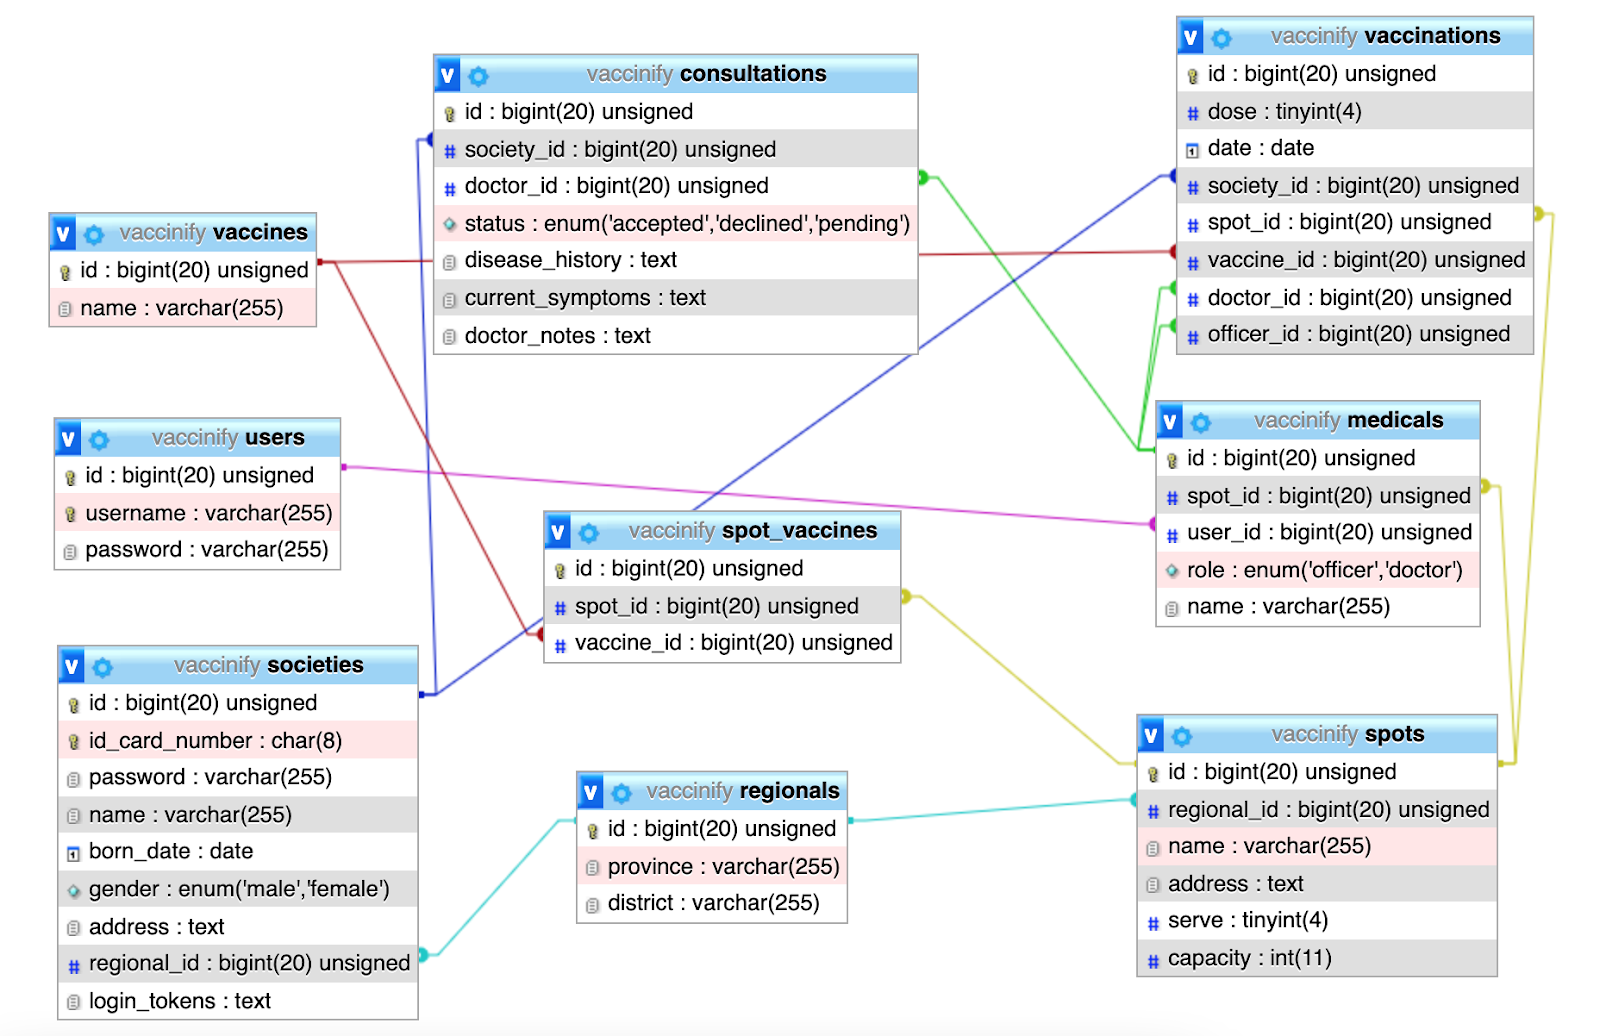 vaccinify consultations
id : bigint(20) unsigned
society_id : bigint(20) unsigned
doctor_id : bigint(20) unsigned
status : enum('accepted','declined','pending')
disease_history : text
current_symptoms : text
doctor_notes : text
vaccinify vaccinations
id : bigint(20) unsigned
dose : tinyint(4)
date : date
society_id : bigint(20) unsigned
spot_id : bigint(20) unsigned
vaccine_id : bigint(20) unsigned
doctor_id : bigint(20) unsigned
officer_id : bigint(20) unsigned
vaccinify vaccines
id : bigint(20) unsigned
name : varchar(255)
vaccinify users
id : bigint(20) unsigned
username : varchar(255)
password : varchar(255)
vaccinify medicals
id : bigint(20) unsigned
spot_id : bigint(20) unsigned
user_id : bigint(20) unsigned
role : enum('officer','doctor')
name : varchar(255)
vaccinify spot_vaccines
id : bigint(20) unsigned
spot_id : bigint(20) unsigned
vaccine_id : bigint(20) unsigned
vaccinify societies
id : bigint(20) unsigned
id_card_number : char(8)
password : varchar(255)
name : varchar(255)
born_date : date
gender : enum('male','female')
address : text
regional_id : bigint(20) unsigned
login_tokens : text
vaccinify regionals
id : bigint(20) unsigned
province : varchar(255)
district : varchar(255)
vaccinify spots
id : bigint(20) unsigned
regional_id : bigint(20) unsigned
name : varchar(255)
address : text
serve : tinyint(4)
capacity : int(11)